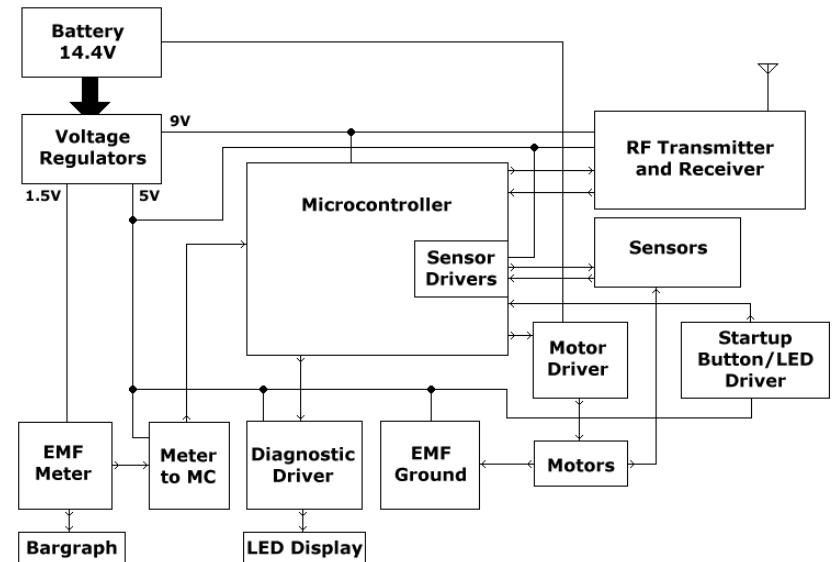 Battery
14.4V
Voltage
Regulators
9V
1.5V
5V
RF Transmitter
and Receiver
Microcontroller
Sensor
Drivers
Sensors
Motor
Driver
Startup
Button/LED
Driver
EMF
Meter
Meter
to MC
Diagnostic
Driver
EMF
Ground
Motors
Bargraph
LED Display